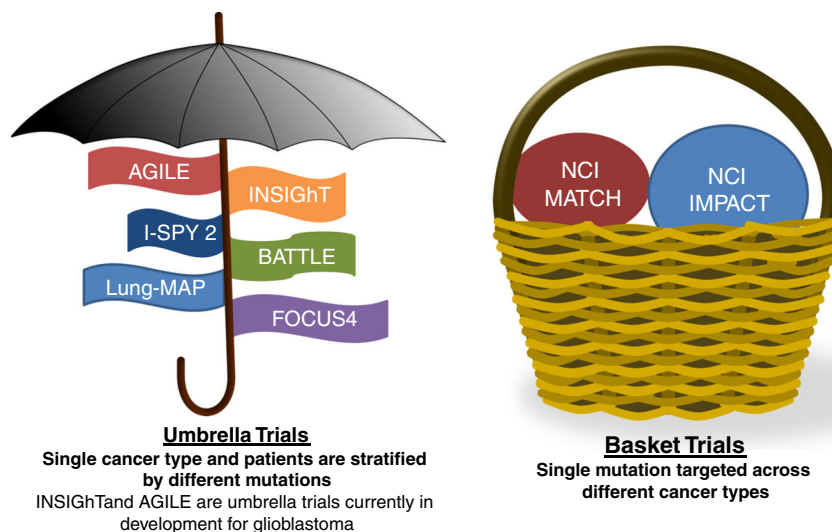 AGILE
INSIGhT
I-SPY 2
BATTLE
Lung-MAP
FOCUS4
Umbrella Trials
Single cancer type and patients are stratified
by different mutations
INSIGhTand AGILE are umbrella trials currently in
development for glioblastoma
NCI
MATCH
NCI
IMPACT
Basket Trials
Single mutation targeted across
different cancer types